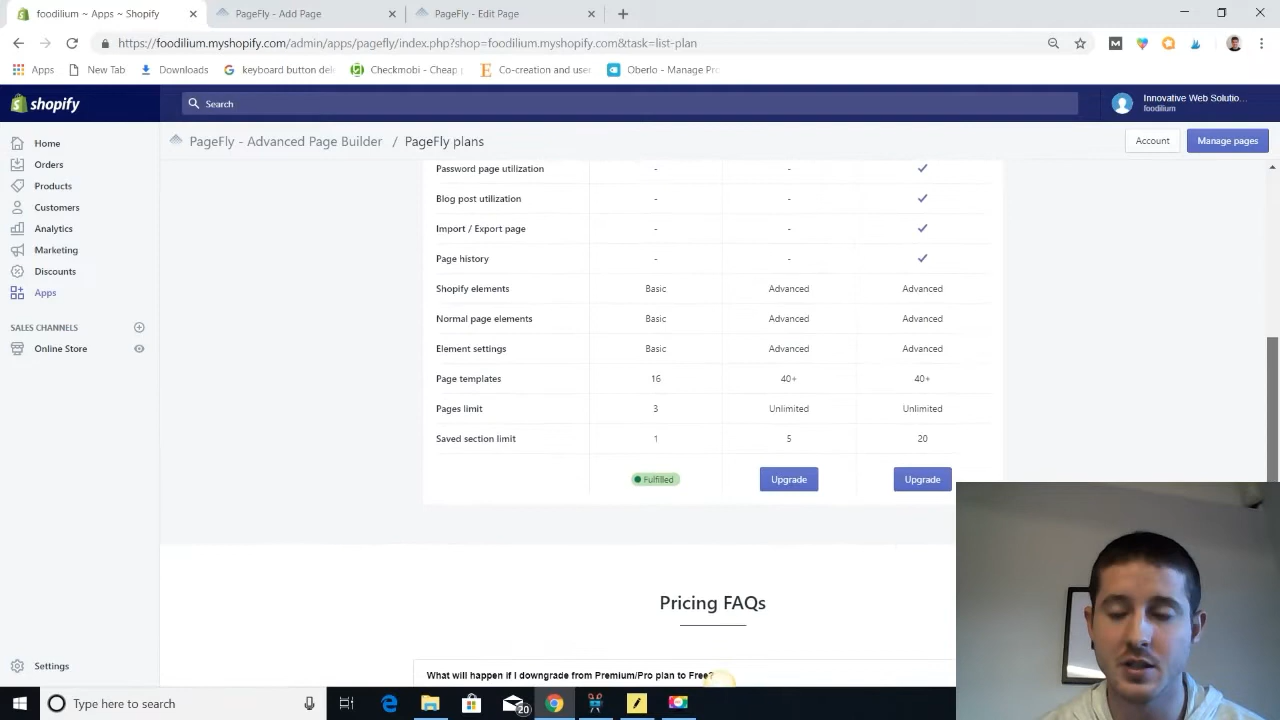 foodilium ~ Apps ~ Shopify
PageFly - Add Page
PageFly - Edit Page
https://foodilium.myshopify.com/admin/apps/pagefly/index.php?shop=foodilium.myshopify.com&task=list-plan
Apps
New Tab
Downloads
keyboard button del
Checkmobi - Cheap p
Co-creation and user
Oberlo - Manage Pro
shopify
Search
Innovative Web Solutio...
foodilium
PageFly - Advanced Page Builder / PageFly plans
Account
Manage pages
Home
Orders
Products
Customers
Analytics
Marketing
Discounts
Apps
SALES CHANNELS
Online Store
Settings
Password page utilization - -
Blog post utilization - -
Import / Export page - -
Page history - -
Shopify elements Basic Advanced Advanced
Normal page elements Basic Advanced Advanced
Element settings Basic Advanced Advanced
Page templates 16 40+ 40+
Pages limit 3 Unlimited Unlimited
Saved section limit 1 5 20
Fulfilled Upgrade Upgrade
Pricing FAQs
What will happen if I downgrade from Premium/Pro plan to Free?
Type here to search
20